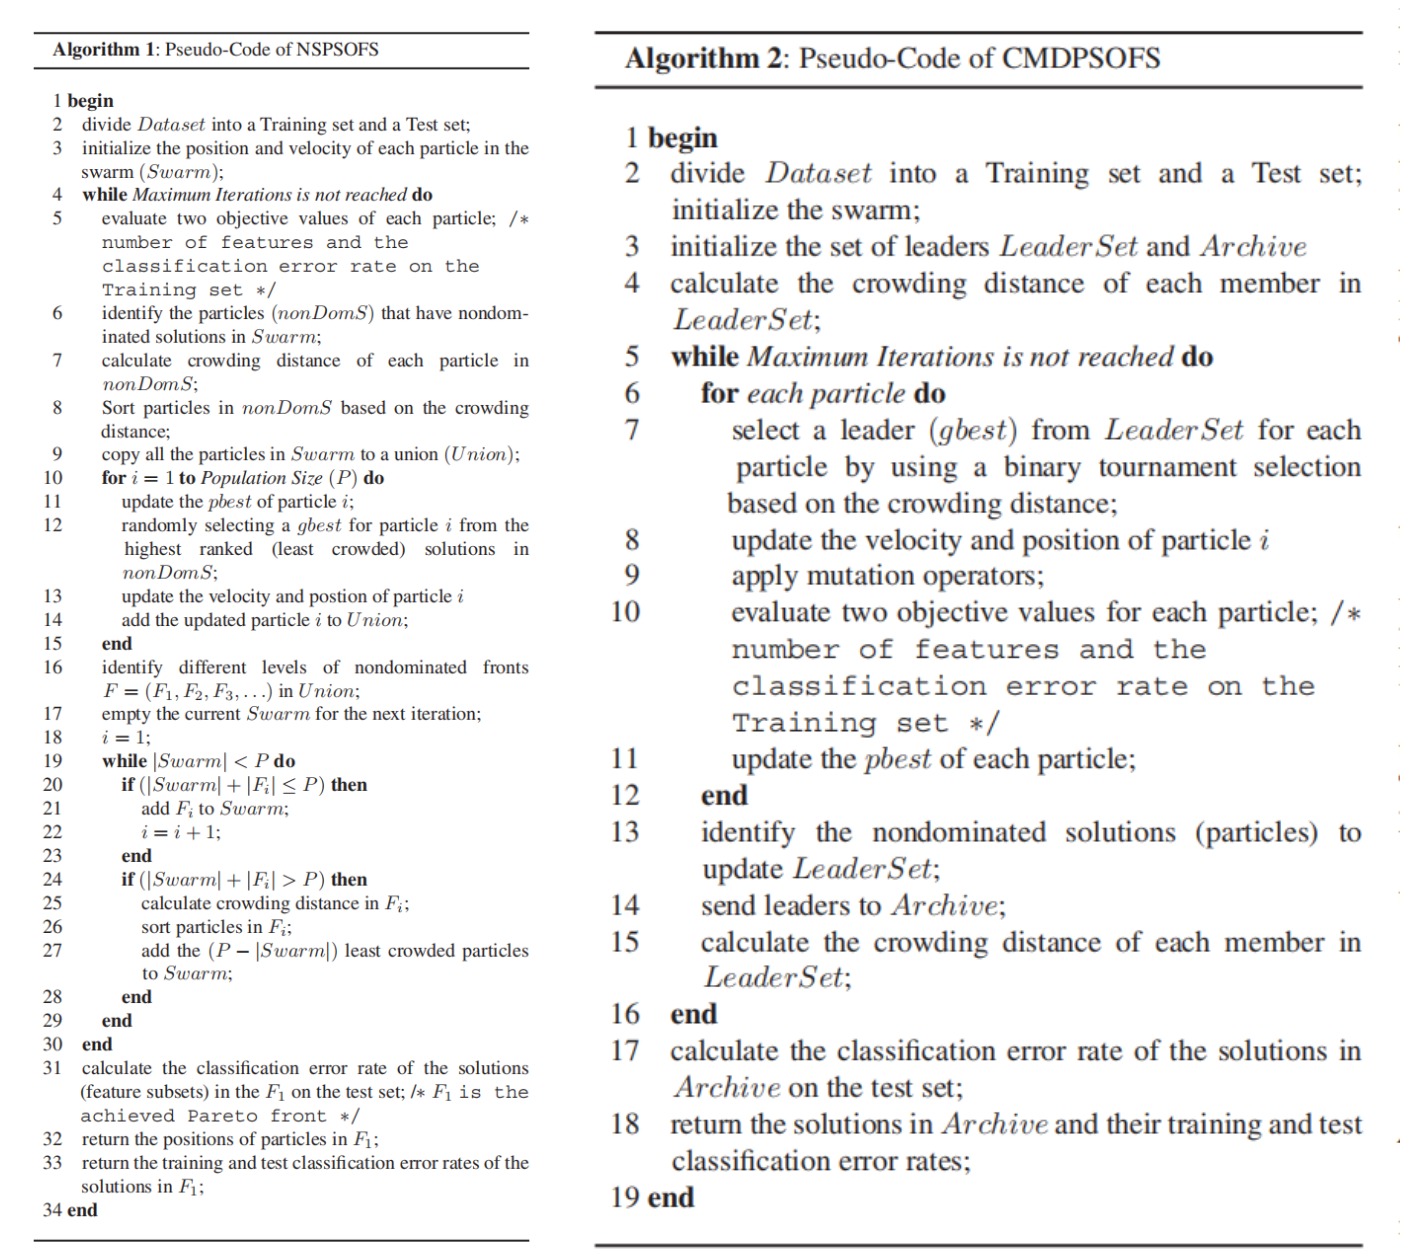 Algorithm 1: Pseudo-Code of NSPSOFS
1 begin
2 divide Dataset into a Training set and a Test set;
3 initialize the position and velocity of each particle in the
swarm (Swarm);
4 while Maximum Iterations is not reached do
5 evaluate two objective values of each particle; /*
number of features and the
classification error rate on the
Training set */
6 identify the particles (nonDomS) that have nondom-
inated solutions in Swarm;
7 calculate crowding distance of each particle in
nonDomS;
8 Sort particles in nonDomS based on the crowding
distance;
9 copy all the particles in Swarm to a union (Union);
10 for i = 1 to Population Size (P) do
11 update the pbest of particle i;
12 randomly selecting a gbest for particle i from the
highest ranked (least crowded) solutions in
nonDomS;
13 update the velocity and postion of particle i
14 add the updated particle i to Union;
15 end
16 identify different levels of nondominated fronts
F = (F₁, F₂, F₃, ...) in Union;
17 empty the current Swarm for the next iteration;
18 i = 1;
19 while |Swarm| < P do
20 if (|Swarm| + |Fᵢ| ≤ P) then
21 add Fᵢ to Swarm;
22 i = i + 1;
23 end
24 if (|Swarm| + |Fᵢ| > P) then
25 calculate crowding distance in Fᵢ;
26 sort particles in Fᵢ;
27 add the (P − |Swarm|) least crowded particles
to Swarm;
28 end
29 end
30 end
31 calculate the classification error rate of the solutions
(feature subsets) in the F₁ on the test set; /* F₁ is the
achieved Pareto front */
32 return the positions of particles in F₁;
33 return the training and test classification error rates of the
solutions in F₁;
34 end
Algorithm 2: Pseudo-Code of CMDPSOFS
1 begin
2 divide Dataset into a Training set and a Test set;
initialize the swarm;
3 initialize the set of leaders LeaderSet and Archive
4 calculate the crowding distance of each member in
LeaderSet;
5 while Maximum Iterations is not reached do
6 for each particle do
7 select a leader (gbest) from LeaderSet for each
particle by using a binary tournament selection
based on the crowding distance;
8 update the velocity and position of particle i
9 apply mutation operators;
10 evaluate two objective values for each particle; /*
number of features and the
classification error rate on the
Training set */
11 update the pbest of each particle;
12 end
13 identify the nondominated solutions (particles) to
update LeaderSet;
14 send leaders to Archive;
15 calculate the crowding distance of each member in
LeaderSet;
16 end
17 calculate the classification error rate of the solutions in
Archive on the test set;
18 return the solutions in Archive and their training and test
classification error rates;
19 end